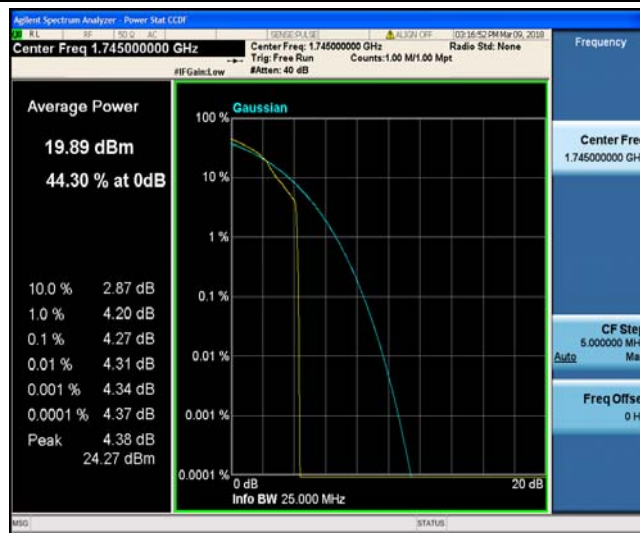 Agilent Spectrum Analyzer - Power Stat CCDF
RL RF 50 Ω AC SENSE:PULSE ALIGN OFF 03:16:52 PM Mar 09, 2018
Center Freq 1.745000000 GHz
Center Freq: 1.745000000 GHz Radio Std: None
Trig: Free Run Counts:1.00 M/1.00 Mpt
#IFGain:Low #Atten: 40 dB
Frequency
Average Power
19.89 dBm
44.30 % at 0dB
10.0 % 2.87 dB
1.0 % 4.20 dB
0.1 % 4.27 dB
0.01 % 4.31 dB
0.001 % 4.34 dB
0.0001 % 4.37 dB
Peak 4.38 dB
24.27 dBm
Gaussian
100 %
10 %
1 %
0.1 %
0.01 %
0.001 %
0.0001 %
0 dB 20 dB
Info BW 25.000 MHz
Center Fre
1.745000000 GH
CF Step
5.000000 MH
Auto Ma
Freq Offse
0 H
MSG STATUS